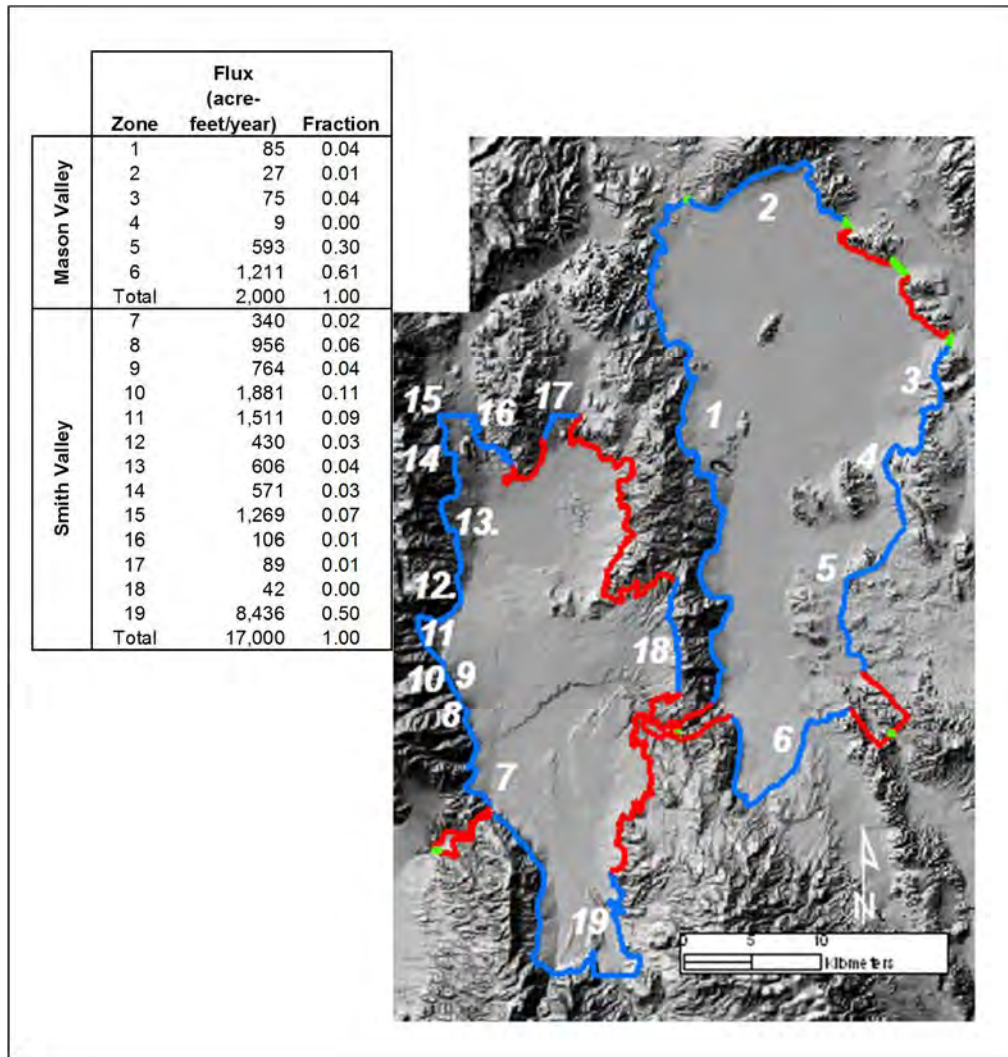 Flux
(acre-
Zone feet/year) Fraction
Mason Valley
1 85 0.04
2 27 0.01
3 75 0.04
4 9 0.00
5 593 0.30
6 1,211 0.61
Total 2,000 1.00
Smith Valley
7 340 0.02
8 956 0.06
9 764 0.04
10 1,881 0.11
11 1,511 0.09
12 430 0.03
13 606 0.04
14 571 0.03
15 1,269 0.07
16 106 0.01
17 89 0.01
18 42 0.00
19 8,436 0.50
Total 17,000 1.00
2
3
15 16 17
1
14
4
13.
5
12.
11
18
10 9
8
6
7
19
N
0 5 10
Kilometers